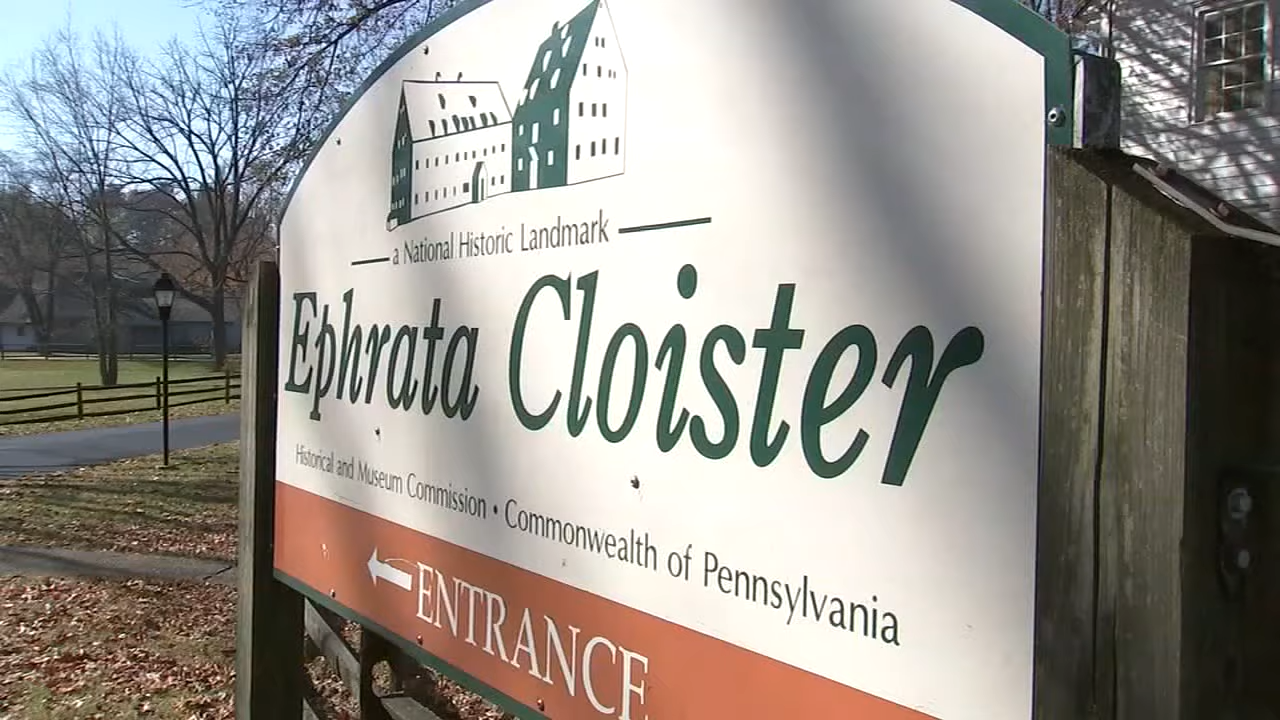 a National Historic Landmark
Ephrata Cloister
Historical and Museum Commission • Commonwealth of Pennsylvania
ENTRANCE